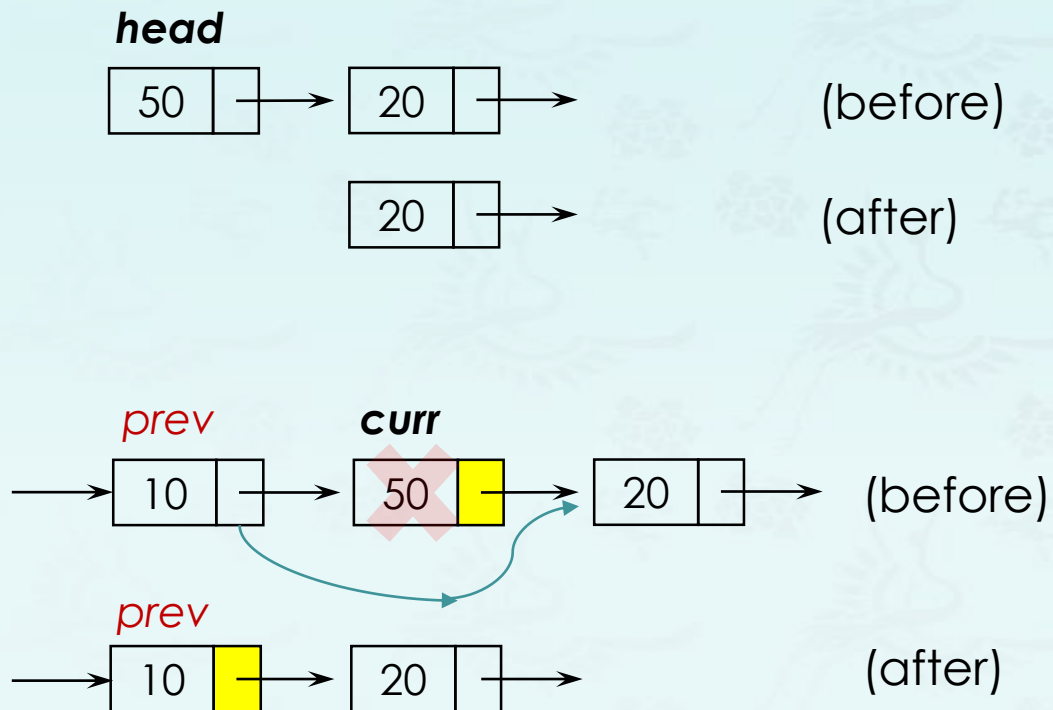 head
50 20 (before)
20 (after)
prev curr
10 50 20 (before)
prev
10 20 (after)